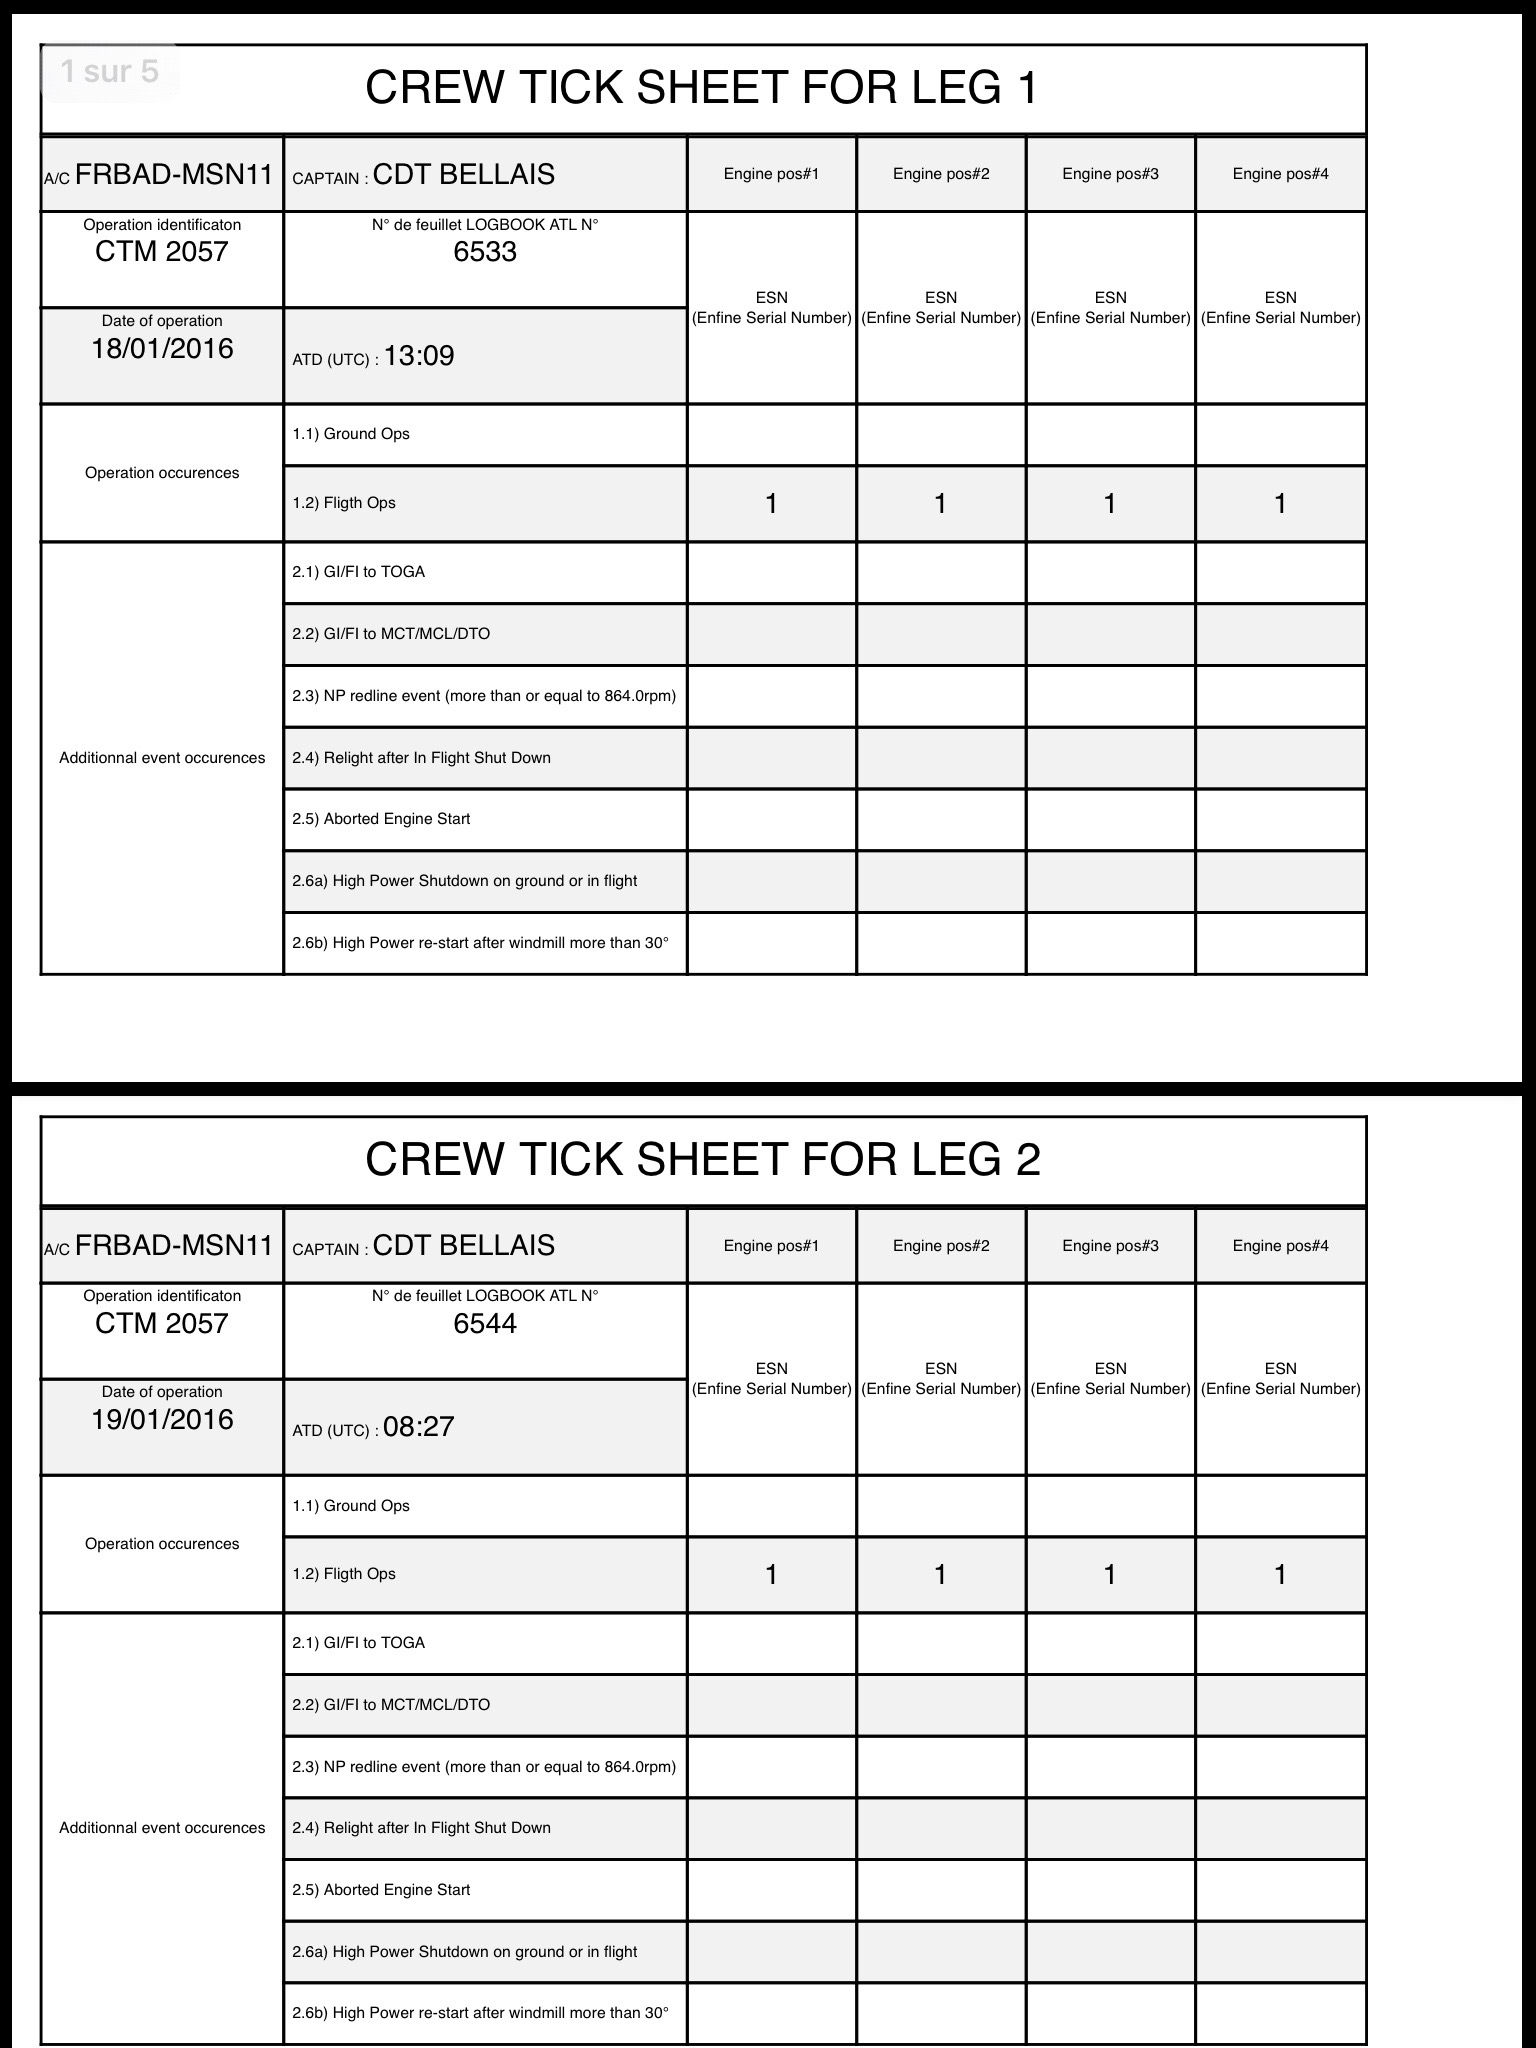 1 sur 5
CREW TICK SHEET FOR LEG 1
A/C FRBAD-MSN11 CAPTAIN : CDT BELLAIS Engine pos#1 Engine pos#2 Engine pos#3 Engine pos#4
Operation identificaton N° de feuillet LOGBOOK ATL N°
CTM 2057 6533
ESN ESN ESN ESN
(Enfine Serial Number) (Enfine Serial Number) (Enfine Serial Number) (Enfine Serial Number)
Date of operation
18/01/2016 ATD (UTC) : 13:09
Operation occurences
1.1) Ground Ops
1.2) Fligth Ops 1 1 1 1
Additionnal event occurences
2.1) GI/FI to TOGA
2.2) GI/FI to MCT/MCL/DTO
2.3) NP redline event (more than or equal to 864.0rpm)
2.4) Relight after In Flight Shut Down
2.5) Aborted Engine Start
2.6a) High Power Shutdown on ground or in flight
2.6b) High Power re-start after windmill more than 30°
CREW TICK SHEET FOR LEG 2
A/C FRBAD-MSN11 CAPTAIN : CDT BELLAIS Engine pos#1 Engine pos#2 Engine pos#3 Engine pos#4
Operation identificaton N° de feuillet LOGBOOK ATL N°
CTM 2057 6544
ESN ESN ESN ESN
(Enfine Serial Number) (Enfine Serial Number) (Enfine Serial Number) (Enfine Serial Number)
Date of operation
19/01/2016 ATD (UTC) : 08:27
Operation occurences
1.1) Ground Ops
1.2) Fligth Ops 1 1 1 1
Additionnal event occurences
2.1) GI/FI to TOGA
2.2) GI/FI to MCT/MCL/DTO
2.3) NP redline event (more than or equal to 864.0rpm)
2.4) Relight after In Flight Shut Down
2.5) Aborted Engine Start
2.6a) High Power Shutdown on ground or in flight
2.6b) High Power re-start after windmill more than 30°